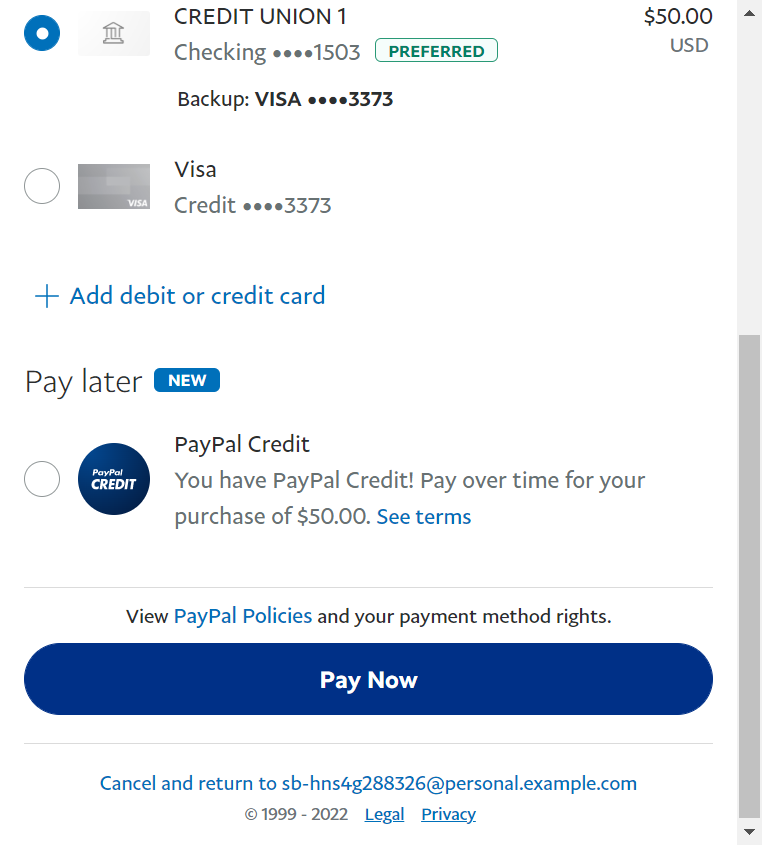 CREDIT UNION 1
$50.00
Checking ••••1503 PREFERRED
USD
Backup: VISA ••••3373
Visa
VISA
Credit ••••3373
Add debit or credit card
Pay later NEW
PayPal Credit
PayPal
CREDIT
You have PayPal Credit! Pay over time for your
purchase of $50.00. See terms
View PayPal Policies and your payment method rights.
Pay Now
Cancel and return to sb-hns4g288326@personal.example.com
© 1999 - 2022 Legal Privacy